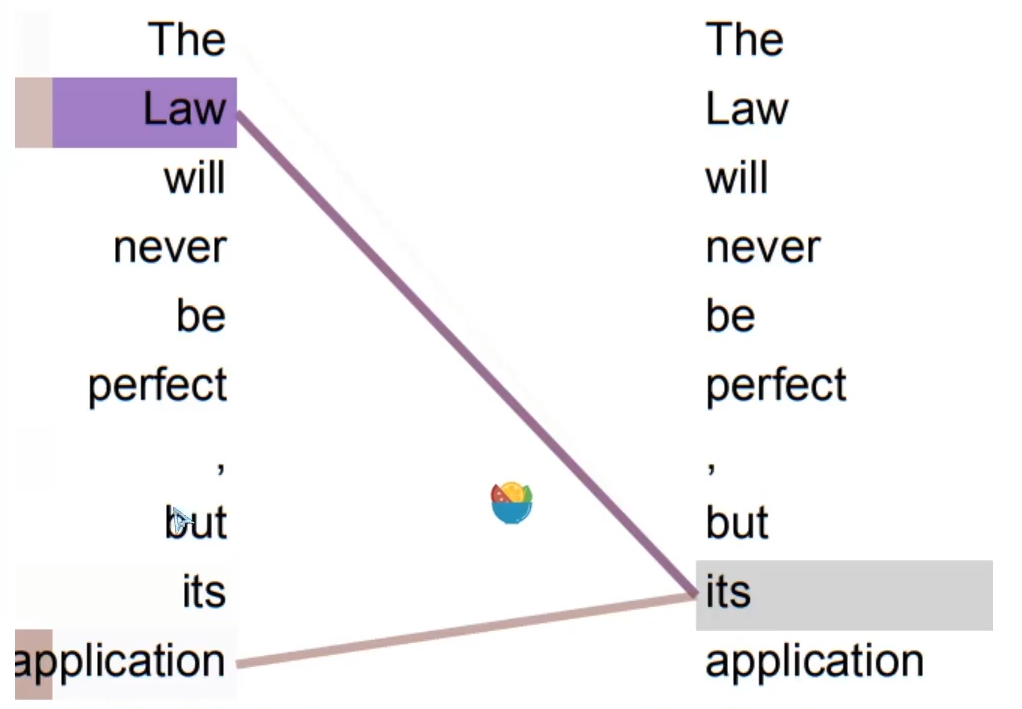 The The
Law Law
will will
never never
be be
perfect perfect
, ,
but but
its its
application application